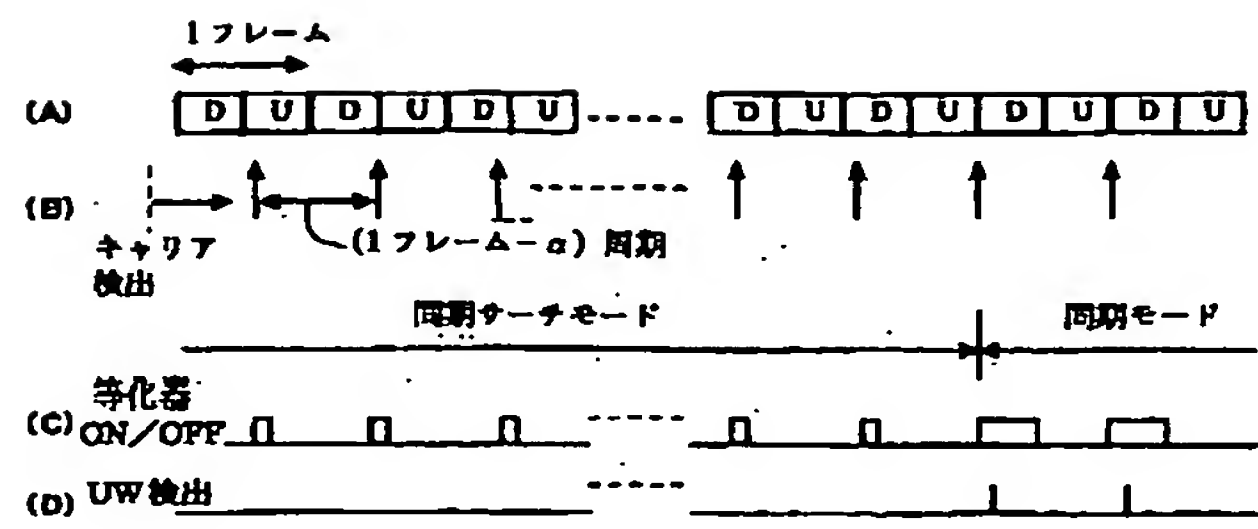 1フレーム
(A) D U D U D U D U D U D U D U
(B)
キャリア
検出
(1フレーム-α) 周期
同期サーチモード 同期モード
等化器
(C) ON/OFF
(D) UW検出